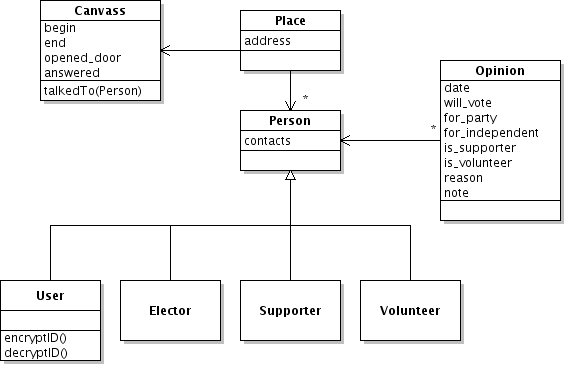 Canvass
begin
end
opened_door
answered
talkedTo(Person)
Place
address
*
Person
contacts
Opinion
date
will_vote
for_party
for_independent
is_supporter
is_volunteer
reason
note
*
User
encryptID()
decryptID()
Elector
Supporter
Volunteer